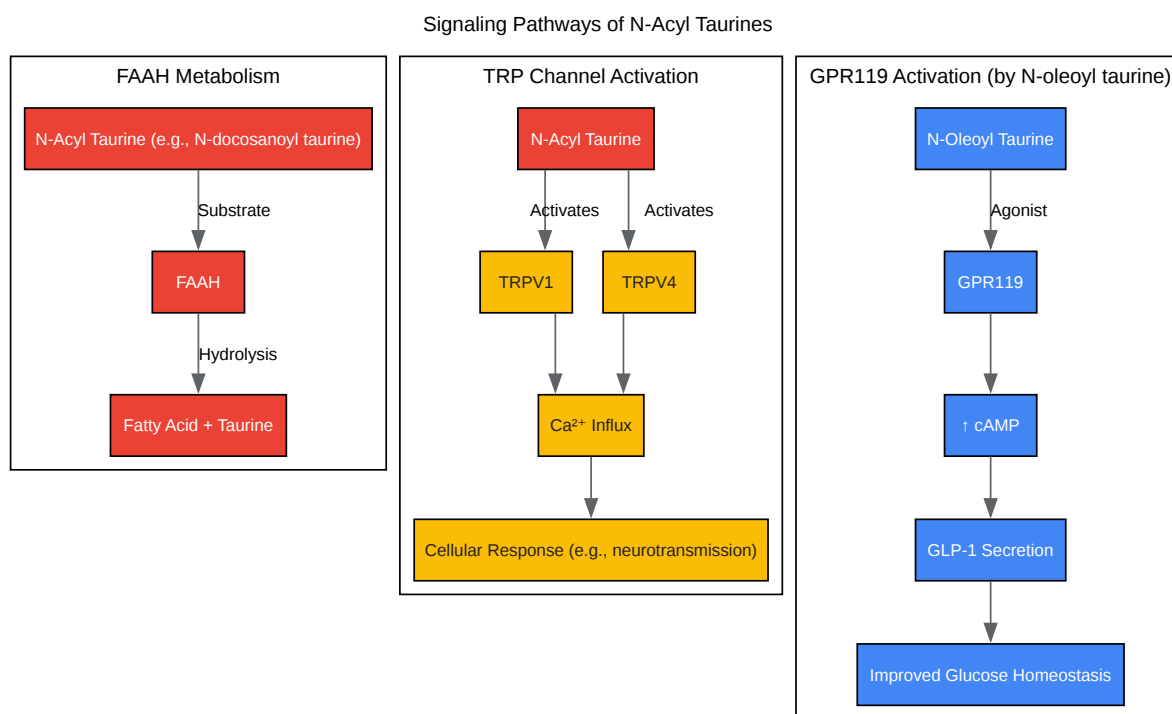 Signaling Pathways of N-Acyl Taurines
FAAH Metabolism
N-Acyl Taurine (e.g., N-docosanoyl taurine)
Substrate
FAAH
Hydrolysis
Fatty Acid + Taurine
TRP Channel Activation
N-Acyl Taurine
Activates
Activates
TRPV1
TRPV4
Ca²⁺ Influx
Cellular Response (e.g., neurotransmission)
GPR119 Activation (by N-oleoyl taurine)
N-Oleoyl Taurine
Agonist
GPR119
↑ cAMP
GLP-1 Secretion
Improved Glucose Homeostasis